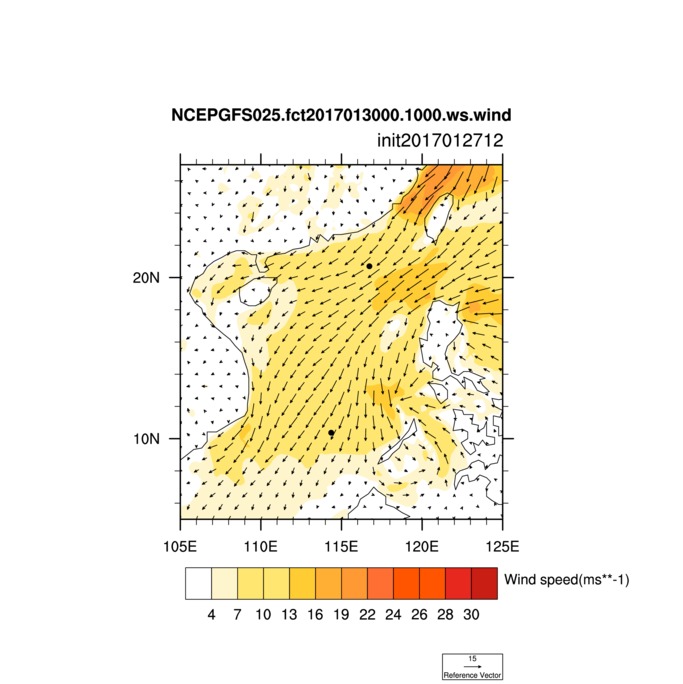 NCEPGFS025.fct2017013000.1000.ws.wind
init2017012712
20N
10N
105E 110E 115E 120E 125E
Wind speed(ms**-1)
4 7 10 13 16 19 22 24 26 28 30
15
Reference Vector